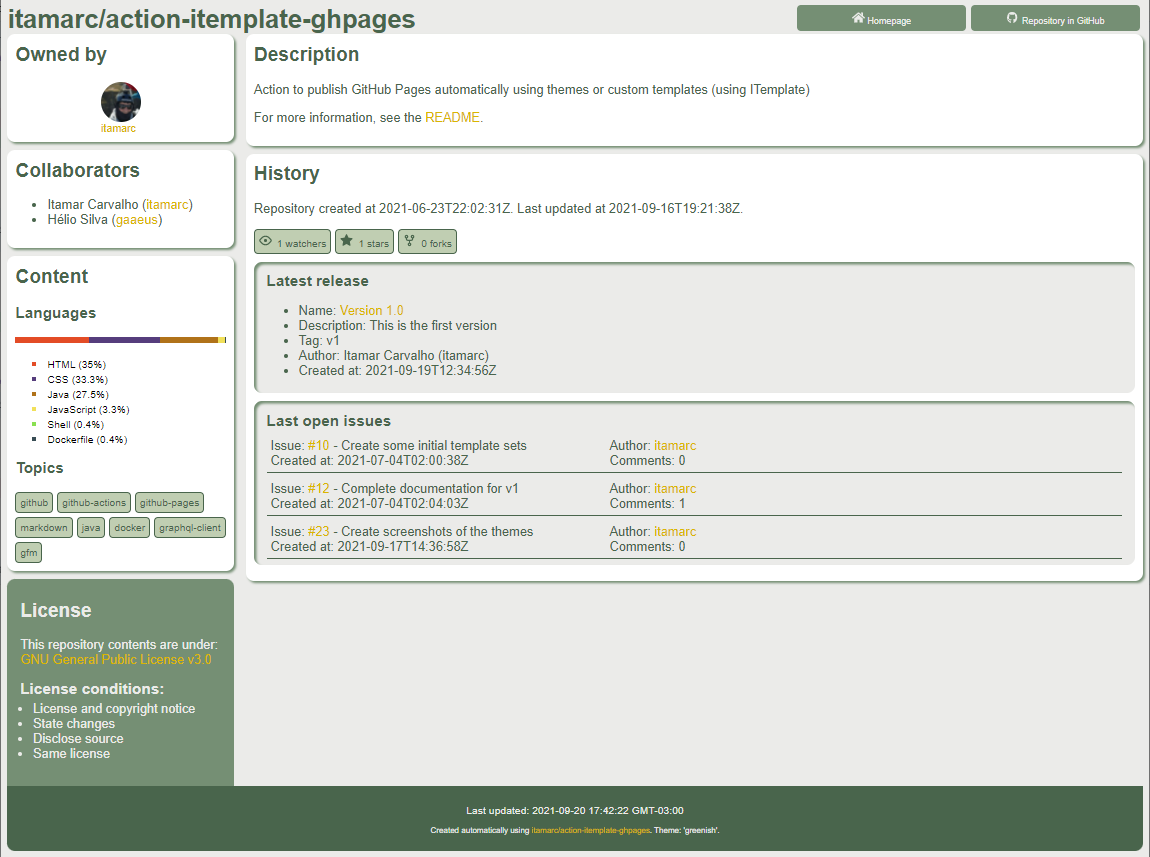 itamarc/action-itemplate-ghpages
Homepage
Repository in GitHub
Owned by
itamarc
Collaborators
Itamar Carvalho (itamarc)
Hélio Silva (gaaeus)
Content
Languages
HTML (35%)
CSS (33.3%)
Java (27.5%)
JavaScript (3.3%)
Shell (0.4%)
Dockerfile (0.4%)
Topics
github github-actions github-pages
markdown java docker graphql-client
gfm
License
This repository contents are under:
GNU General Public License v3.0
License conditions:
License and copyright notice
State changes
Disclose source
Same license
Description
Action to publish GitHub Pages automatically using themes or custom templates (using ITemplate)
For more information, see the README.
History
Repository created at 2021-06-23T22:02:31Z. Last updated at 2021-09-16T19:21:38Z.
1 watchers 1 stars 0 forks
Latest release
Name: Version 1.0
Description: This is the first version
Tag: v1
Author: Itamar Carvalho (itamarc)
Created at: 2021-09-19T12:34:56Z
Last open issues
Issue: #10 - Create some initial template sets Author: itamarc
Created at: 2021-07-04T02:00:38Z Comments: 0
Issue: #12 - Complete documentation for v1 Author: itamarc
Created at: 2021-07-04T02:04:03Z Comments: 1
Issue: #23 - Create screenshots of the themes Author: itamarc
Created at: 2021-09-17T14:36:58Z Comments: 0
Last updated: 2021-09-20 17:42:22 GMT-03:00
Created automatically using itamarc/action-itemplate-ghpages. Theme: 'greenish'.